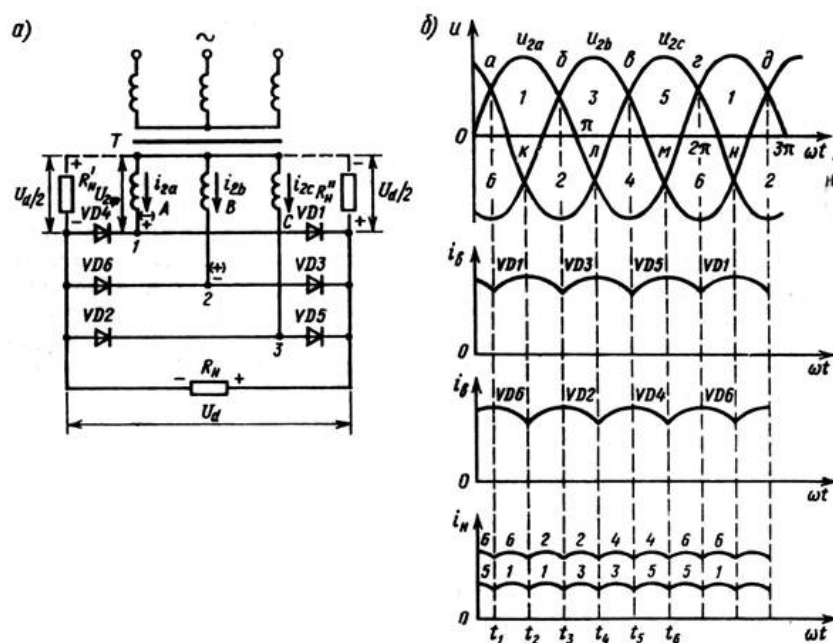 а)
~
T
U_d/2
R_н'
U_2φ
i_2a
A
i_2b
B
i_2c
C
R_н''
U_d/2
− + + −
VD4
1
VD1
VD6
(+)
−
2
VD3
VD2
3
VD5
− R_н +
U_d
б) u
u_2a u_2b u_2c
а б в г д
1 3 5 1
0 π 2π 3π ωt
к л м н
6 2 4 6 2
i_в
VD1 VD3 VD5 VD1
0 ωt
i_в
VD6 VD2 VD4 VD6
0 ωt
i_н
6 6 2 2 4 4 6 6
5 1 1 3 3 5 5 1
0 t_1 t_2 t_3 t_4 t_5 t_6 ωt